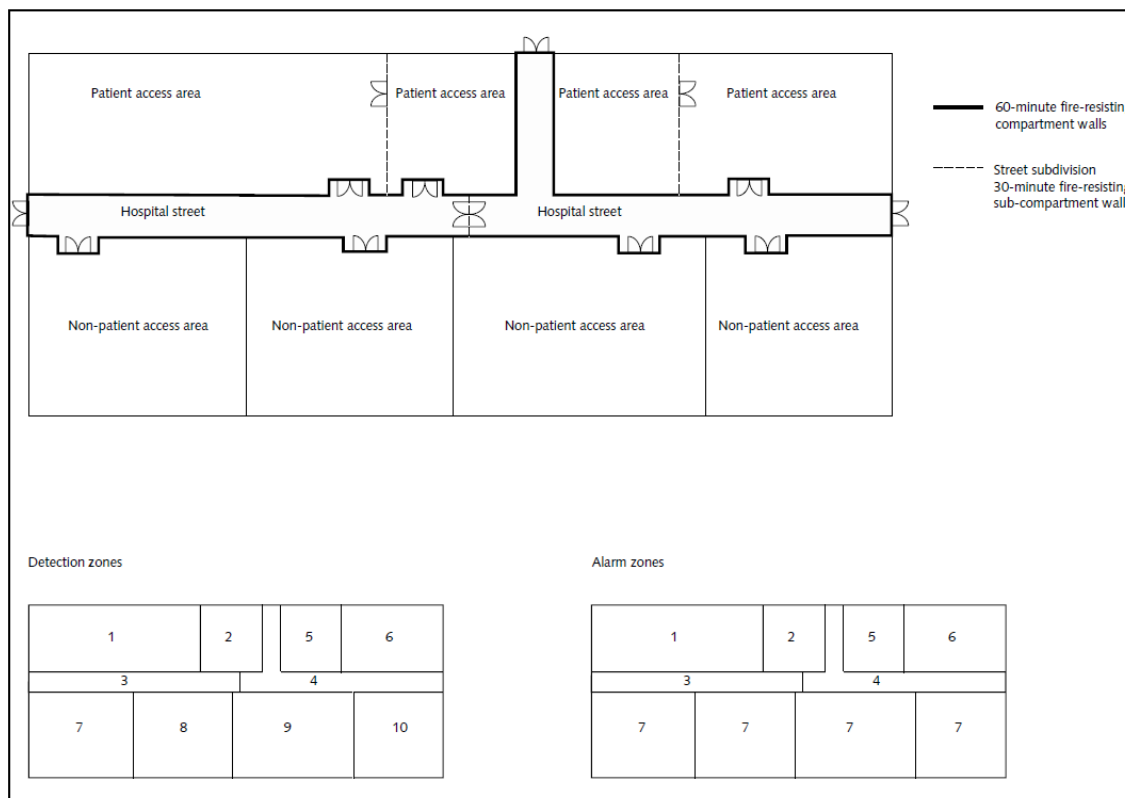 Patient access area
Patient access area
Patient access area
Patient access area
60-minute fire-resistin
compartment walls
Street subdivision
30-minute fire-resisting
sub-compartment wall
Hospital street
Hospital street
Non-patient access area
Non-patient access area
Non-patient access area
Non-patient access area
Detection zones
Alarm zones
1
2
5
6
3
4
7
8
9
10
1
2
5
6
3
4
7
7
7
7